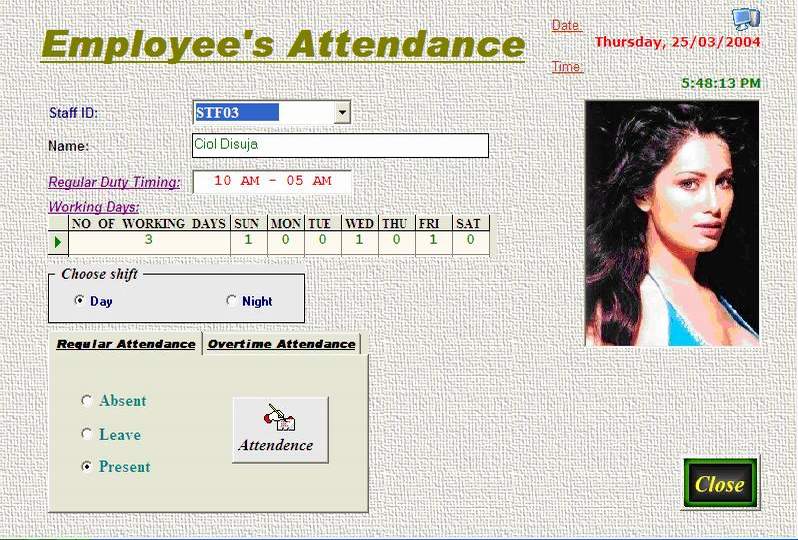 Employee's Attendance
Date
Thursday, 25/03/2004
Time
5:48:13 PM
Staff ID:
STF03
Name:
Ciol Disuja
Regular Duty Timing:
10 AM - 05 AM
Working Days:
NO OF WORKING DAYS SUN MON TUE WED THU FRI SAT
3 1 0 0 1 0 1 0
Choose shift
Day
Night
Regular Attendance
Overtime Attendance
Absent
Leave
Present
Attendence
Close